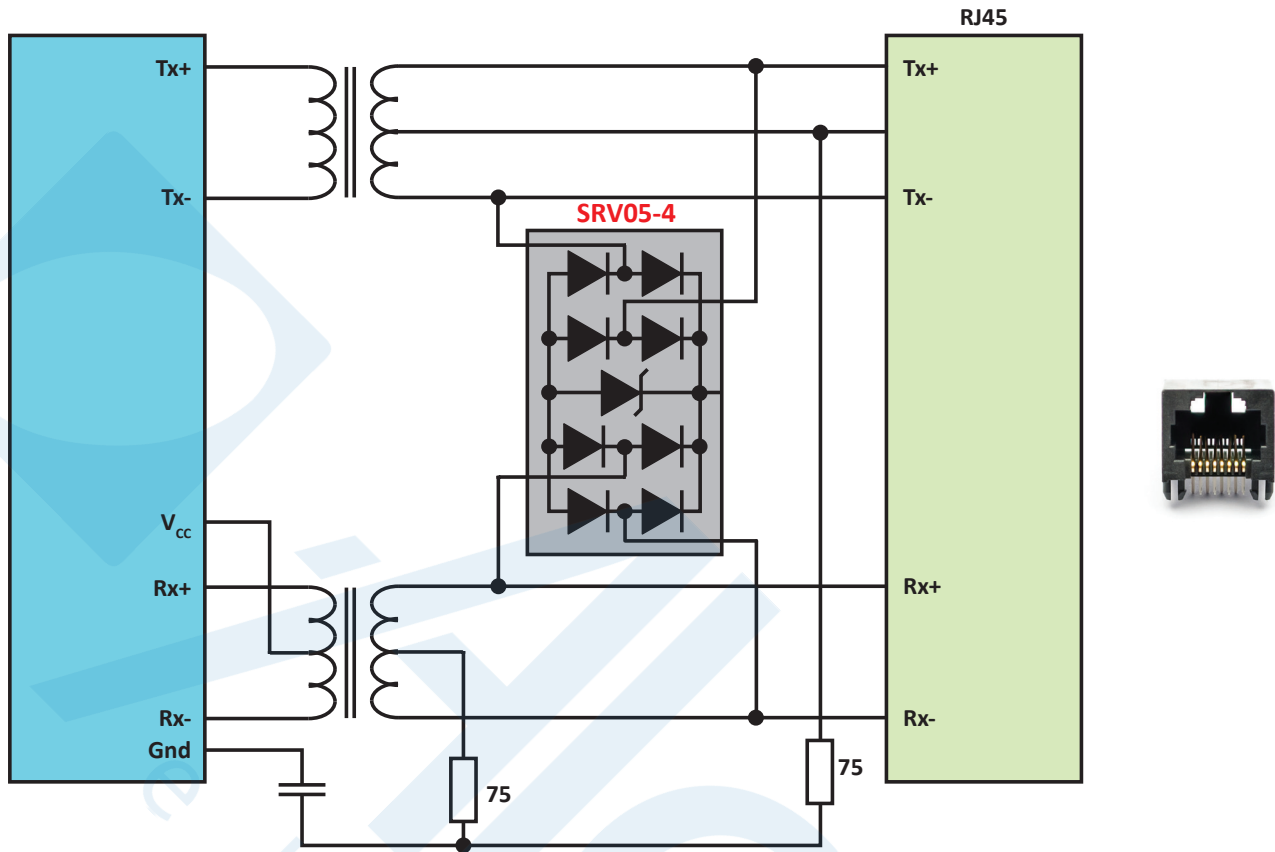 RJ45
Tx+
Tx+
Tx-
Tx-
SRV05-4
Vcc
Rx+
Rx+
Rx-
Rx-
Gnd
75
75
e